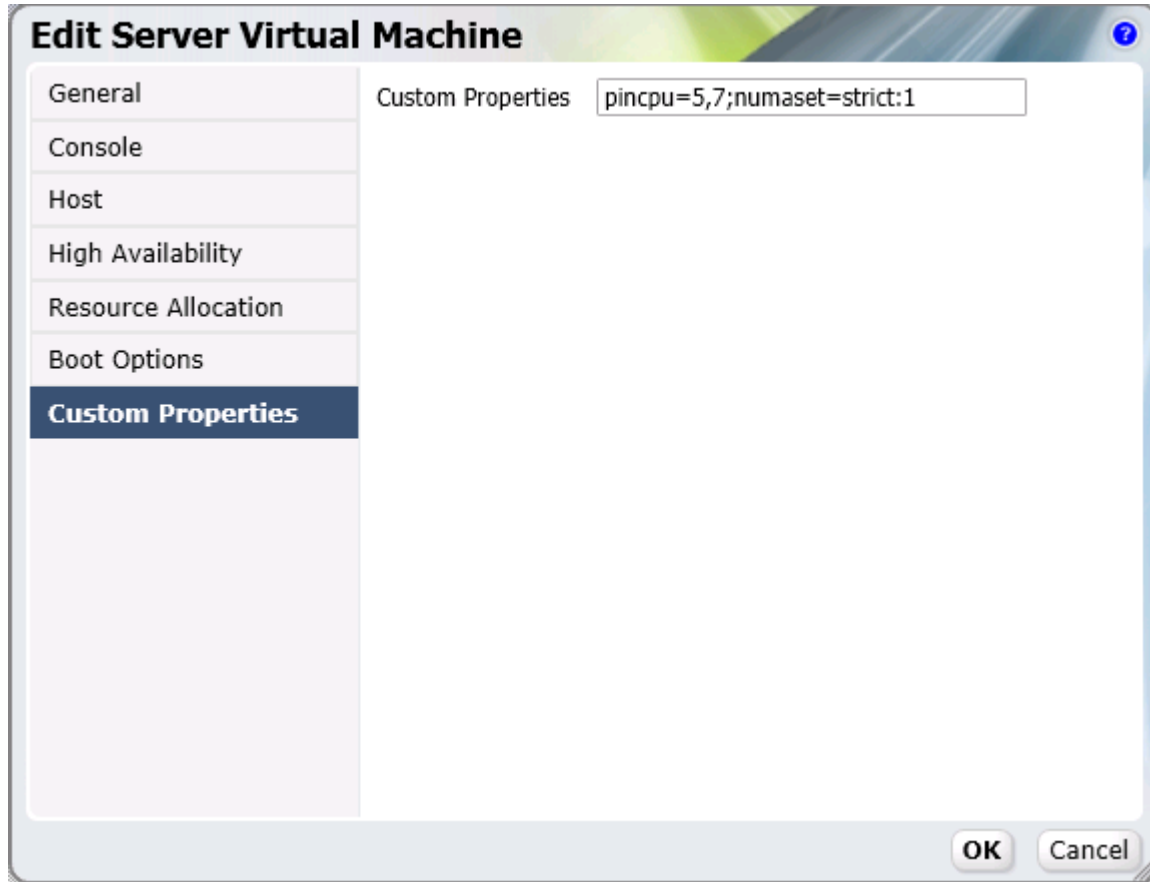 Edit Server Virtual Machine
?
General
Console
Host
High Availability
Resource Allocation
Boot Options
Custom Properties
Custom Properties pincpu=5,7;numaset=strict:1
OK Cancel